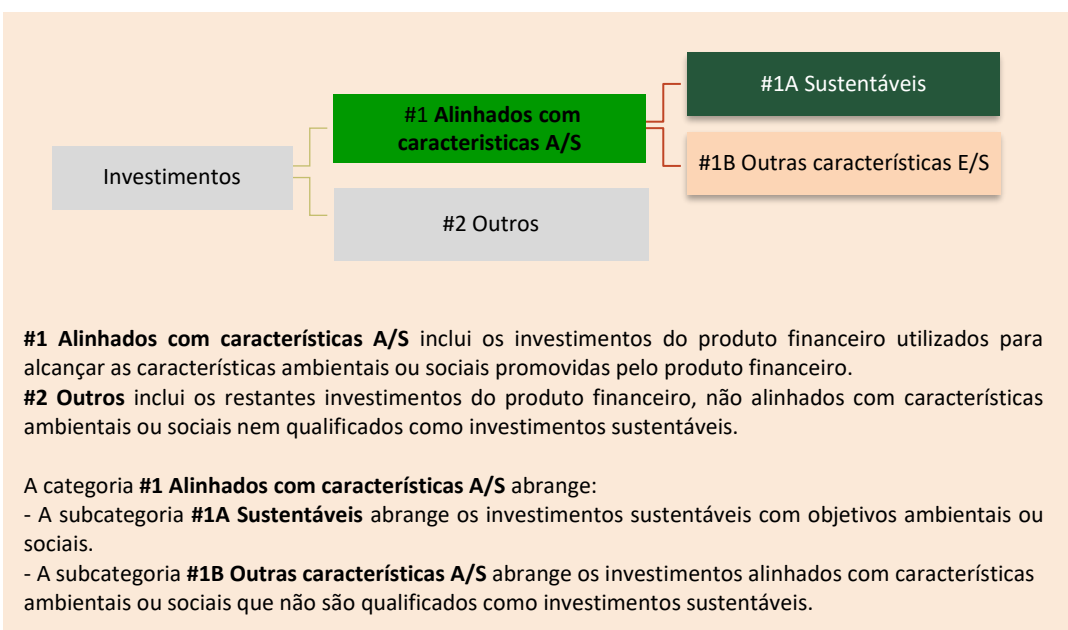 #1A Sustentáveis
#1 Alinhados com
caracteristicas A/S
#1B Outras características E/S
Investimentos
#2 Outros
#1 Alinhados com características A/S inclui os investimentos do produto financeiro utilizados para
alcançar as características ambientais ou sociais promovidas pelo produto financeiro.
#2 Outros inclui os restantes investimentos do produto financeiro, não alinhados com características
ambientais ou sociais nem qualificados como investimentos sustentáveis.
A categoria #1 Alinhados com características A/S abrange:
- A subcategoria #1A Sustentáveis abrange os investimentos sustentáveis com objetivos ambientais ou
sociais.
- A subcategoria #1B Outras características A/S abrange os investimentos alinhados com características
ambientais ou sociais que não são qualificados como investimentos sustentáveis.